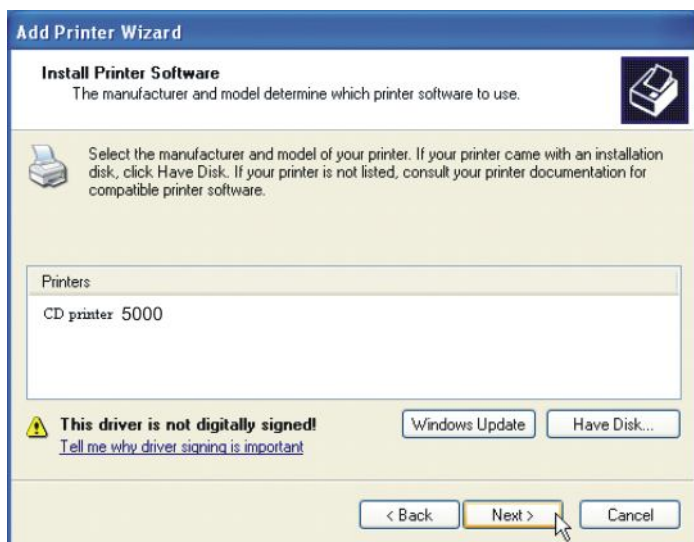 Add Printer Wizard
Install Printer Software
The manufacturer and model determine which printer software to use.
Select the manufacturer and model of your printer. If your printer came with an installation
disk, click Have Disk. If your printer is not listed, consult your printer documentation for
compatible printer software.
Printers
CD printer 5000
This driver is not digitally signed!
Tell me why driver signing is important
Windows Update
Have Disk...
< Back
Next >
Cancel